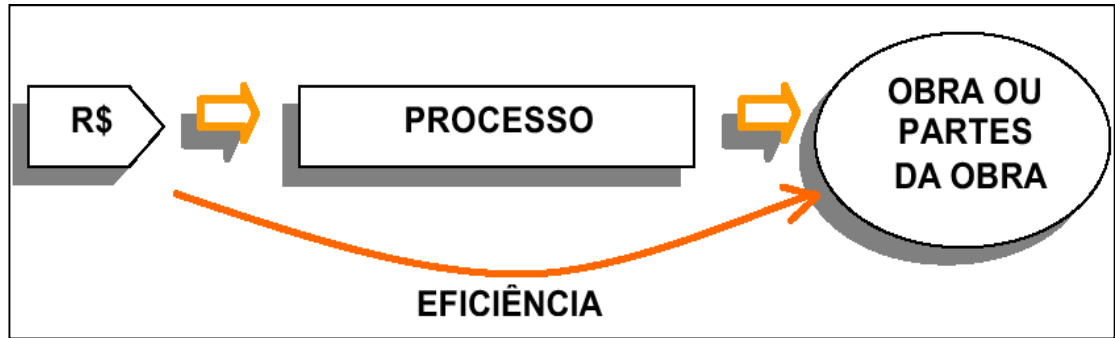 R$
PROCESSO
OBRA OU
PARTES
DA OBRA
EFICIÊNCIA